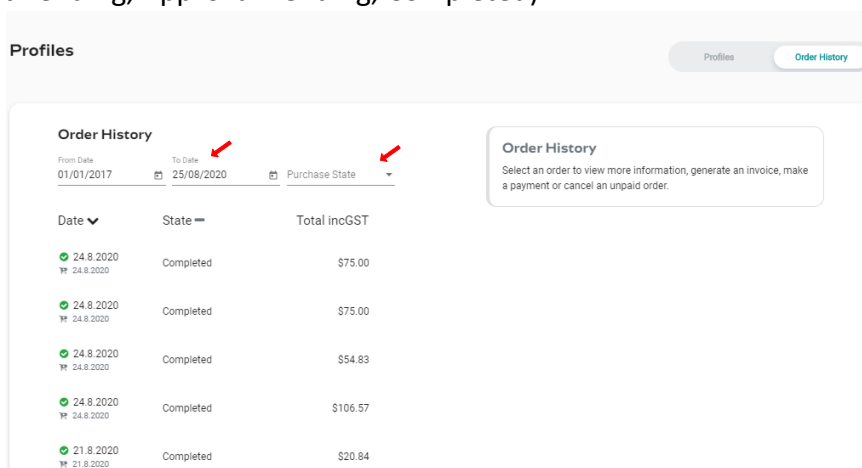 Profiles
Profiles Order History
Order History
From Date To Date
01/01/2017 25/08/2020 Purchase State
Order History
Select an order to view more information, generate an invoice, make
a payment or cancel an unpaid order.
Date State Total incGST
24.8.2020 Completed $75.00
24.8.2020
24.8.2020 Completed $75.00
24.8.2020
24.8.2020 Completed $54.83
24.8.2020
24.8.2020 Completed $106.57
24.8.2020
21.8.2020 Completed $20.84
21.8.2020